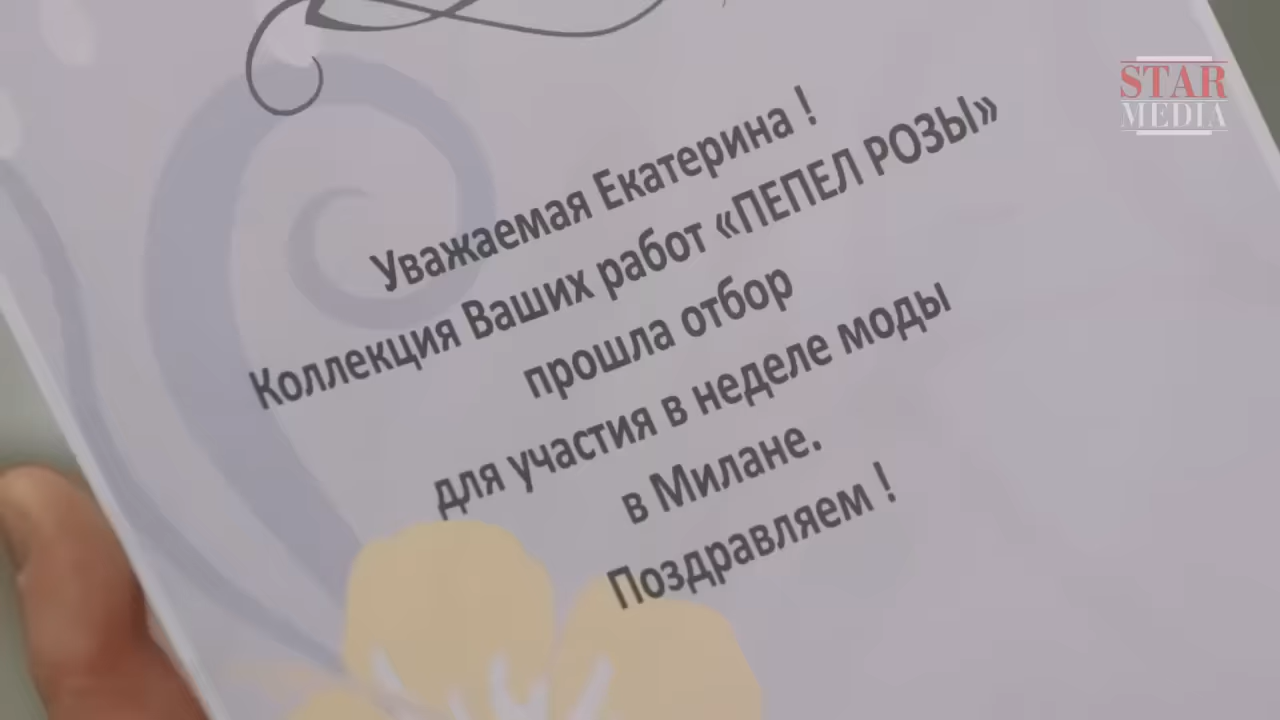 STAR
MEDIA
Уважаемая Екатерина !
Коллекция Ваших работ «ПЕПЕЛ РОЗЫ»
прошла отбор
для участия в неделе моды
в Милане.
Поздравляем !